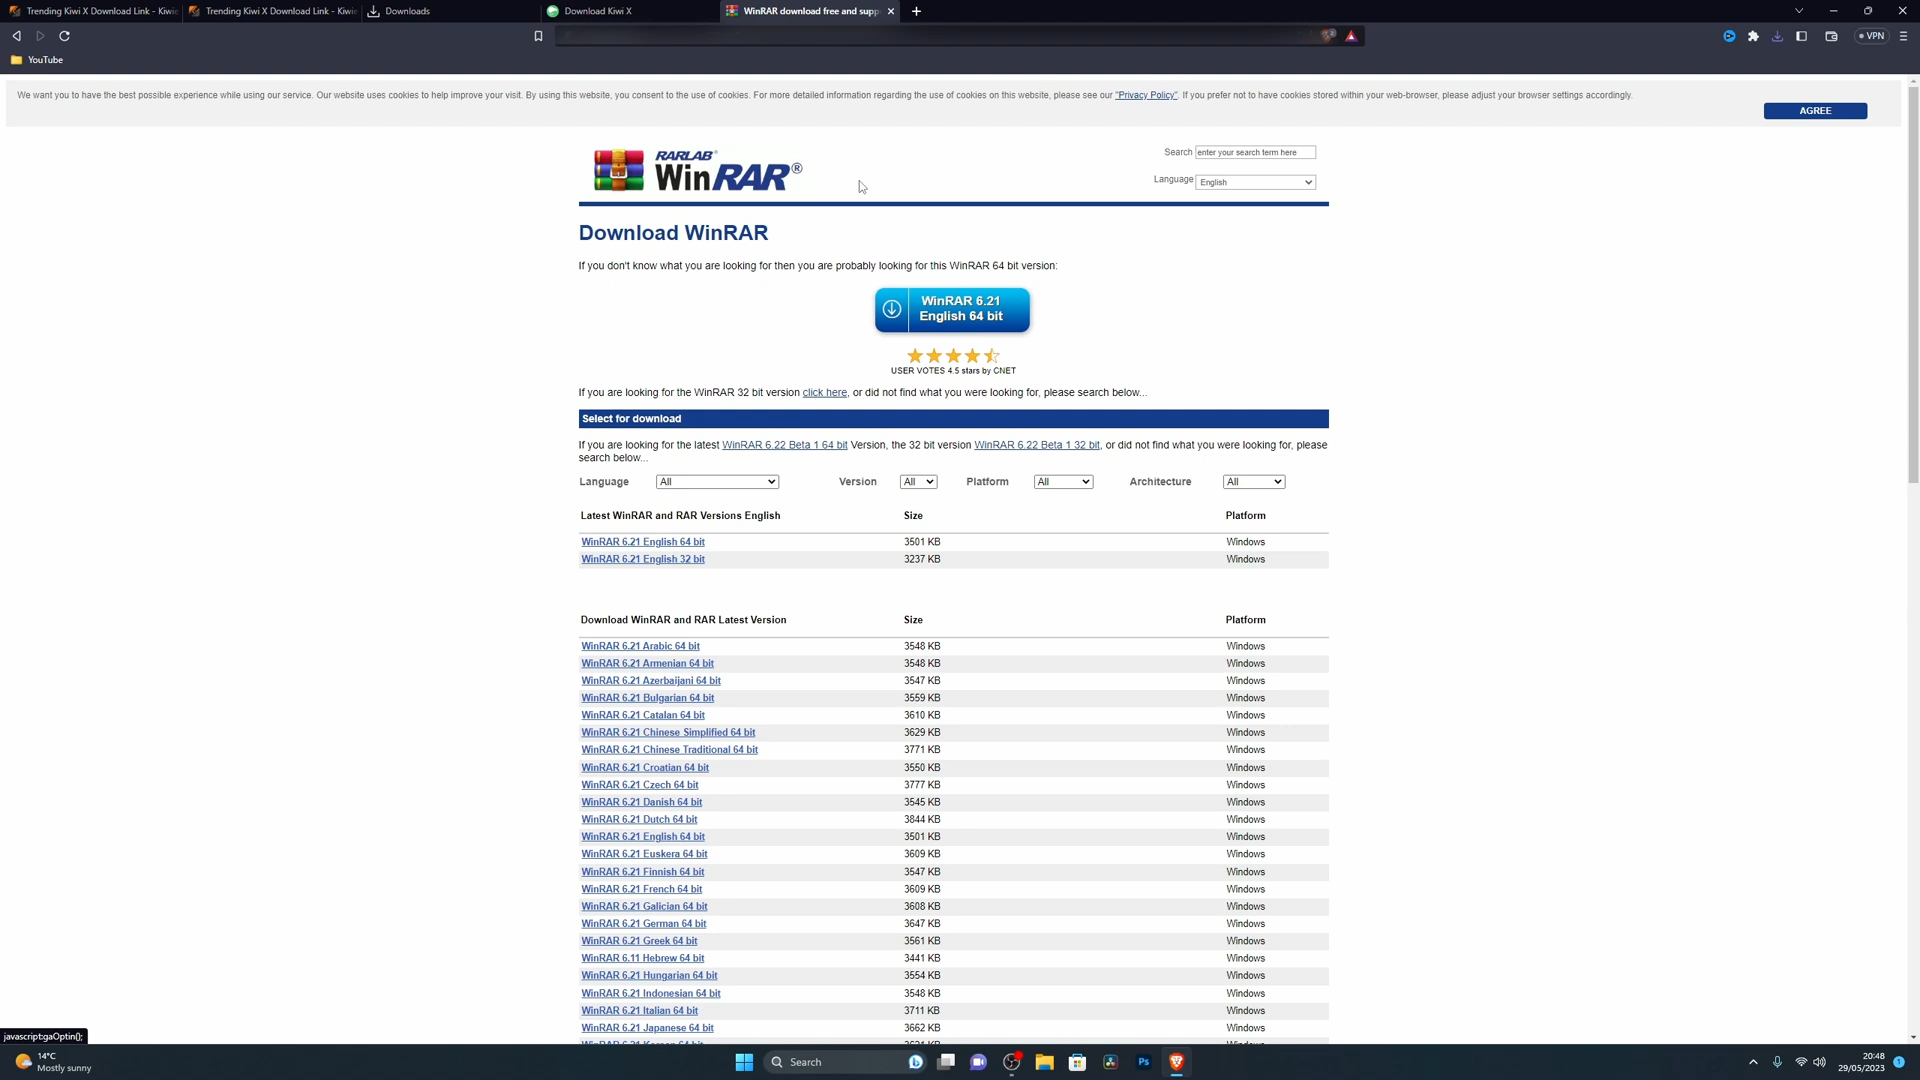 Trending Kiwi X Download Link - Kiwi
Trending Kiwi X Download Link - Kiwi
Downloads
Download Kiwi X
WinRAR download free and supp
VPN
YouTube
We want you to have the best possible experience while using our service. Our website uses cookies to help improve your visit. By using this website, you consent to the use of cookies. For more detailed information regarding the use of cookies on this website, please see our "Privacy Policy". If you prefer not to have cookies stored within your web-browser, please adjust your browser settings accordingly.
AGREE
RARLAB®
WinRAR®
Search enter your search term here
Language English
Download WinRAR
If you don't know what you are looking for then you are probably looking for this WinRAR 64 bit version:
WinRAR 6.21
English 64 bit
USER VOTES 4.5 stars by CNET
If you are looking for the WinRAR 32 bit version click here, or did not find what you were looking for, please search below...
Select for download
If you are looking for the latest WinRAR 6.22 Beta 1 64 bit Version, the 32 bit version WinRAR 6.22 Beta 1 32 bit, or did not find what you were looking for, please
search below...
Language All Version All Platform All Architecture All
Latest WinRAR and RAR Versions English Size Platform
WinRAR 6.21 English 64 bit 3501 KB Windows
WinRAR 6.21 English 32 bit 3237 KB Windows
Download WinRAR and RAR Latest Version Size Platform
WinRAR 6.21 Arabic 64 bit 3548 KB Windows
WinRAR 6.21 Armenian 64 bit 3548 KB Windows
WinRAR 6.21 Azerbaijani 64 bit 3547 KB Windows
WinRAR 6.21 Bulgarian 64 bit 3559 KB Windows
WinRAR 6.21 Catalan 64 bit 3610 KB Windows
WinRAR 6.21 Chinese Simplified 64 bit 3629 KB Windows
WinRAR 6.21 Chinese Traditional 64 bit 3771 KB Windows
WinRAR 6.21 Croatian 64 bit 3550 KB Windows
WinRAR 6.21 Czech 64 bit 3777 KB Windows
WinRAR 6.21 Danish 64 bit 3545 KB Windows
WinRAR 6.21 Dutch 64 bit 3844 KB Windows
WinRAR 6.21 English 64 bit 3501 KB Windows
WinRAR 6.21 Euskera 64 bit 3609 KB Windows
WinRAR 6.21 Finnish 64 bit 3547 KB Windows
WinRAR 6.21 French 64 bit 3609 KB Windows
WinRAR 6.21 Galician 64 bit 3608 KB Windows
WinRAR 6.21 German 64 bit 3647 KB Windows
WinRAR 6.21 Greek 64 bit 3561 KB Windows
WinRAR 6.11 Hebrew 64 bit 3441 KB Windows
WinRAR 6.21 Hungarian 64 bit 3554 KB Windows
WinRAR 6.21 Indonesian 64 bit 3548 KB Windows
WinRAR 6.21 Italian 64 bit 3711 KB Windows
WinRAR 6.21 Japanese 64 bit 3662 KB Windows
javascript:gaOptin();
14°C
Mostly sunny
Search
Ps
20:48
29/05/2023
1